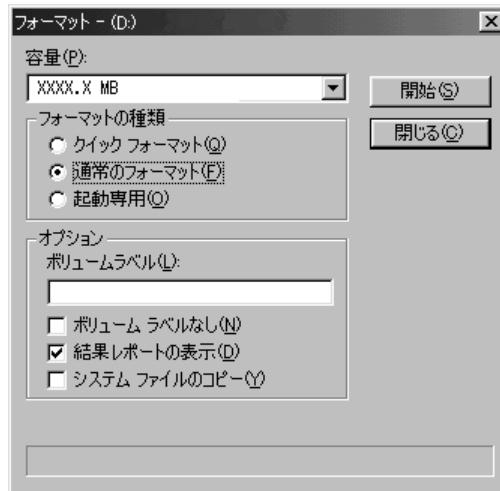 フォーマット - (D:)
容量(P):
XXXX.X MB
開始(S)
閉じる(C)
フォーマットの種類
クイック フォーマット(Q)
通常のフォーマット(F)
起動専用(O)
オプション
ボリュームラベル(L):
ボリューム ラベルなし(N)
結果レポートの表示(D)
システム ファイルのコピー(Y)